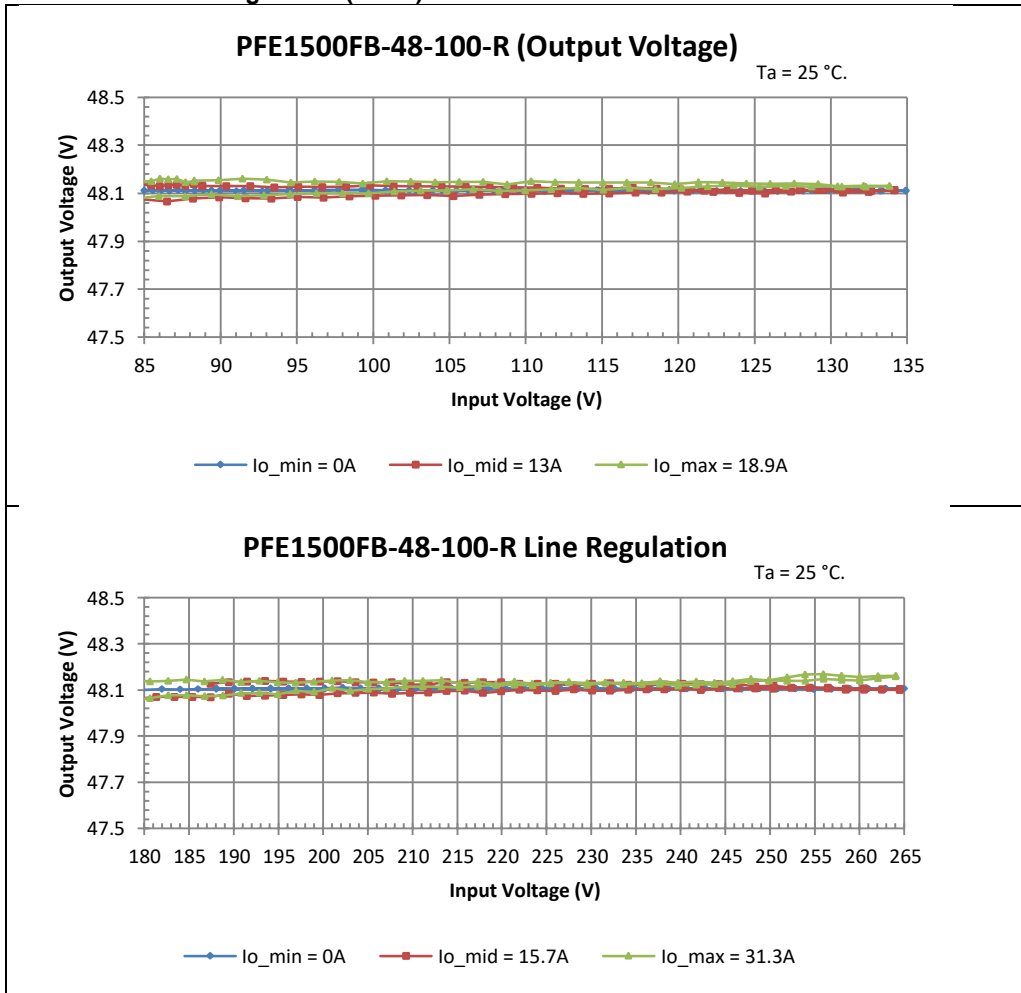 PFE1500FB-48-100-R (Output Voltage)
Ta = 25 °C.
Output Voltage (V)
48.5
48.3
48.1
47.9
47.7
47.5
85 90 95 100 105 110 115 120 125 130 135
Input Voltage (V)
Io_min = 0A Io_mid = 13A Io_max = 18.9A
PFE1500FB-48-100-R Line Regulation
Ta = 25 °C.
Output Voltage (V)
48.5
48.3
48.1
47.9
47.7
47.5
180 185 190 195 200 205 210 215 220 225 230 235 240 245 250 255 260 265
Input Voltage (V)
Io_min = 0A Io_mid = 15.7A Io_max = 31.3A